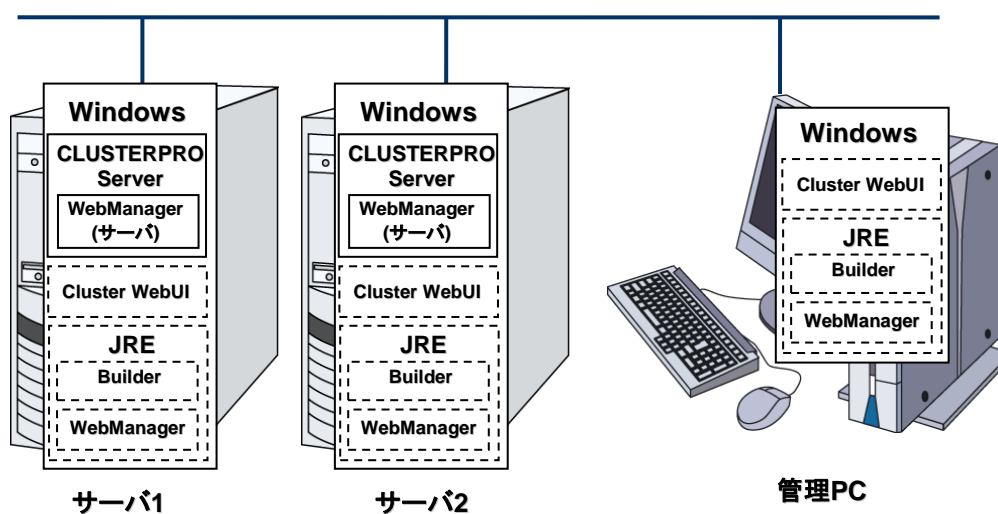 Windows
CLUSTERPRO
Server
WebManager
(サーバ)
Cluster WebUI
JRE
Builder
WebManager
サーバ1
Windows
CLUSTERPRO
Server
WebManager
(サーバ)
Cluster WebUI
JRE
Builder
WebManager
サーバ2
Windows
Cluster WebUI
JRE
Builder
WebManager
管理PC